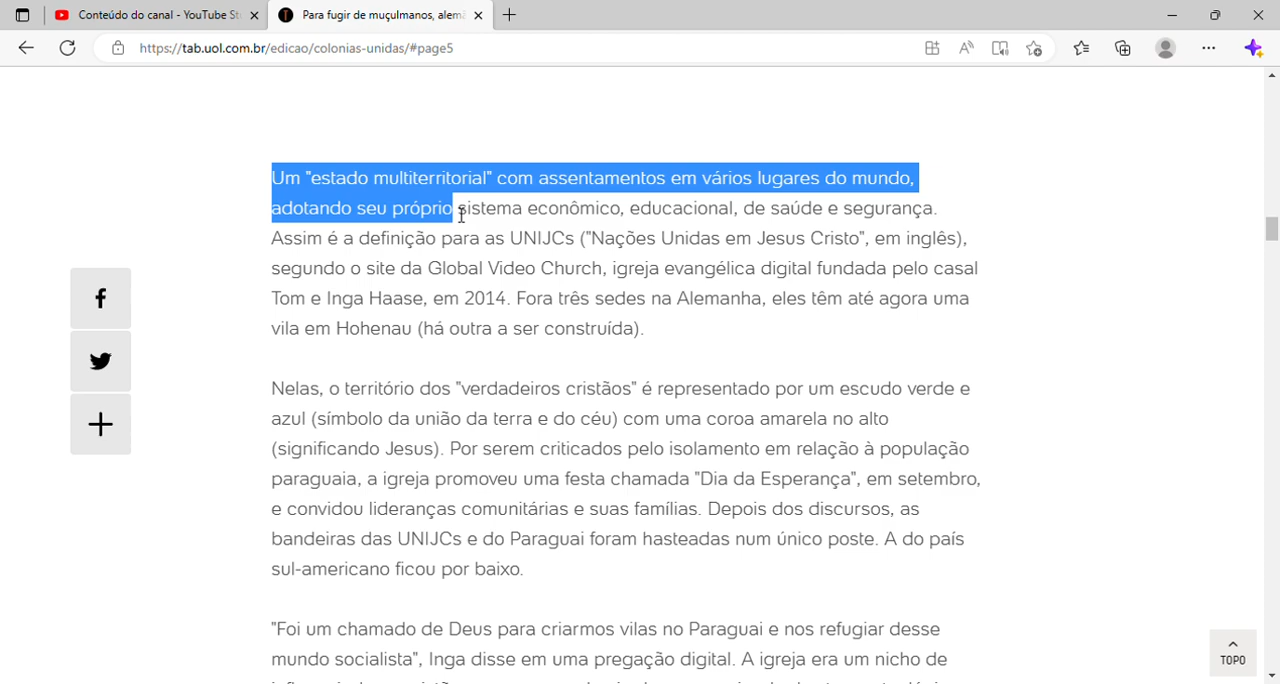 Conteúdo do canal - YouTube St
Para fugir de muçulmanos, alemã
https://tab.uol.com.br/edicao/colonias-unidas/#page5
Um "estado multiterritorial" com assentamentos em vários lugares do mundo,
adotando seu próprio sistema econômico, educacional, de saúde e segurança.
Assim é a definição para as UNIJCs ("Nações Unidas em Jesus Cristo", em inglês),
segundo o site da Global Video Church, igreja evangélica digital fundada pelo casal
Tom e Inga Haase, em 2014. Fora três sedes na Alemanha, eles têm até agora uma
vila em Hohenau (há outra a ser construída).
Nelas, o território dos "verdadeiros cristãos" é representado por um escudo verde e
azul (símbolo da união da terra e do céu) com uma coroa amarela no alto
(significando Jesus). Por serem criticados pelo isolamento em relação à população
paraguaia, a igreja promoveu uma festa chamada "Dia da Esperança", em setembro,
e convidou lideranças comunitárias e suas famílias. Depois dos discursos, as
bandeiras das UNIJCs e do Paraguai foram hasteadas num único poste. A do país
sul-americano ficou por baixo.
"Foi um chamado de Deus para criarmos vilas no Paraguai e nos refugiar desse
mundo socialista", Inga disse em uma pregação digital. A igreja era um nicho de
TOPO